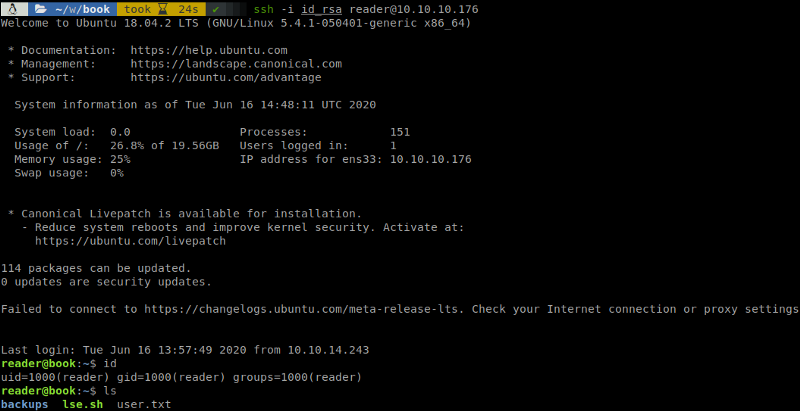 ~/w/book took 24s ✔ ssh -i id_rsa reader@10.10.10.176
Welcome to Ubuntu 18.04.2 LTS (GNU/Linux 5.4.1-050401-generic x86_64)
* Documentation: https://help.ubuntu.com
* Management: https://landscape.canonical.com
* Support: https://ubuntu.com/advantage
System information as of Tue Jun 16 14:48:11 UTC 2020
System load: 0.0 Processes: 151
Usage of /: 26.8% of 19.56GB Users logged in: 1
Memory usage: 25% IP address for ens33: 10.10.10.176
Swap usage: 0%
* Canonical Livepatch is available for installation.
- Reduce system reboots and improve kernel security. Activate at:
https://ubuntu.com/livepatch
114 packages can be updated.
0 updates are security updates.
Failed to connect to https://changelogs.ubuntu.com/meta-release-lts. Check your Internet connection or proxy settings
Last login: Tue Jun 16 13:57:49 2020 from 10.10.14.243
reader@book:~$ id
uid=1000(reader) gid=1000(reader) groups=1000(reader)
reader@book:~$ ls
backups lse.sh user.txt